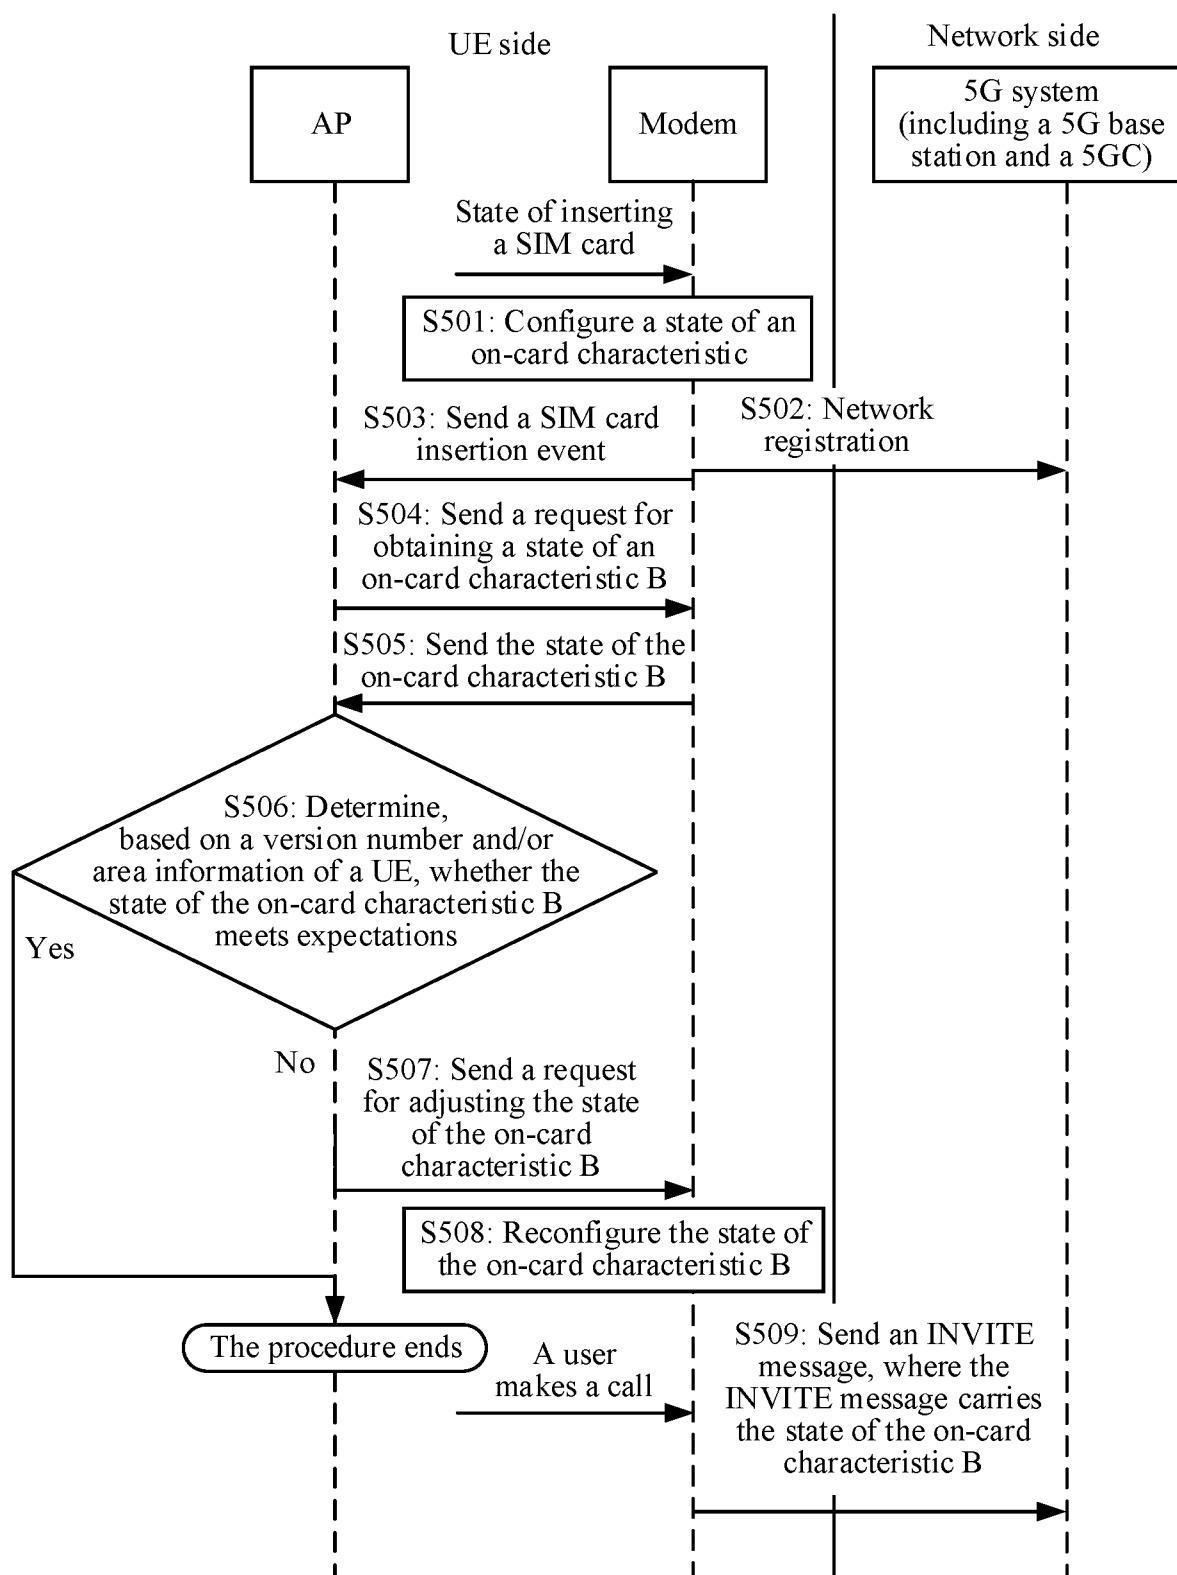 UE side
Network side
AP
Modem
5G system
(including a 5G base
station and a 5GC)
State of inserting
a SIM card
S501: Configure a state of an
on-card characteristic
S503: Send a SIM card
insertion event
S502: Network
registration
S504: Send a request for
obtaining a state of an
on-card characteristic B
S505: Send the state of the
on-card characteristic B
S506: Determine,
based on a version number and/or
area information of a UE, whether the
state of the on-card characteristic B
meets expectations
Yes
No
S507: Send a request
for adjusting the state
of the on-card
characteristic B
S508: Reconfigure the state of
the on-card characteristic B
The procedure ends
A user
makes a call
S509: Send an INVITE
message, where the
INVITE message carries
the state of the on-card
characteristic B